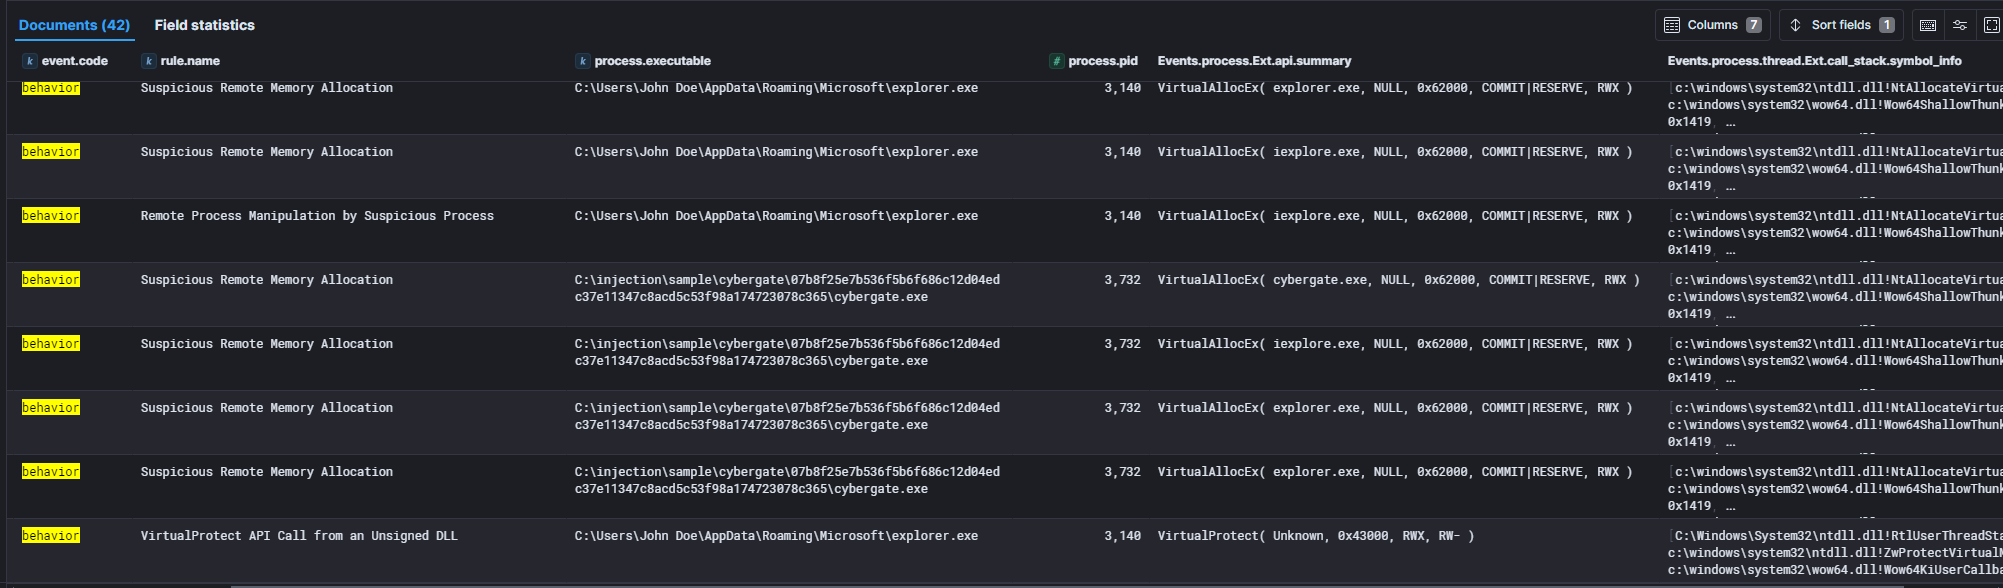 Documents (42) Field statistics Columns 7 Sort fields 1
k event.code k rule.name k process.executable # process.pid Events.process.Ext.api.summary Events.process.thread.Ext.call_stack.symbol_info
behavior Suspicious Remote Memory Allocation C:\Users\John Doe\AppData\Roaming\Microsoft\explorer.exe 3,140 VirtualAllocEx( explorer.exe, NULL, 0x62000, COMMIT|RESERVE, RWX ) [c:\windows\system32\ntdll.dll!NtAllocateVirtua
c:\windows\system32\wow64.dll!Wow64ShallowThunk
0x1419, …
behavior Suspicious Remote Memory Allocation C:\Users\John Doe\AppData\Roaming\Microsoft\explorer.exe 3,140 VirtualAllocEx( iexplore.exe, NULL, 0x62000, COMMIT|RESERVE, RWX ) [c:\windows\system32\ntdll.dll!NtAllocateVirtua
c:\windows\system32\wow64.dll!Wow64ShallowThunk
0x1419, …
behavior Remote Process Manipulation by Suspicious Process C:\Users\John Doe\AppData\Roaming\Microsoft\explorer.exe 3,140 VirtualAllocEx( iexplore.exe, NULL, 0x62000, COMMIT|RESERVE, RWX ) [c:\windows\system32\ntdll.dll!NtAllocateVirtua
c:\windows\system32\wow64.dll!Wow64ShallowThunk
0x1419, …
behavior Suspicious Remote Memory Allocation C:\injection\sample\cybergate\07b8f25e7b536f5b6f686c12d04ed 3,732 VirtualAllocEx( cybergate.exe, NULL, 0x62000, COMMIT|RESERVE, RWX ) [c:\windows\system32\ntdll.dll!NtAllocateVirtua
c37e11347c8acd5c53f98a174723078c365\cybergate.exe c:\windows\system32\wow64.dll!Wow64ShallowThunk
0x1419, …
behavior Suspicious Remote Memory Allocation C:\injection\sample\cybergate\07b8f25e7b536f5b6f686c12d04ed 3,732 VirtualAllocEx( iexplore.exe, NULL, 0x62000, COMMIT|RESERVE, RWX ) [c:\windows\system32\ntdll.dll!NtAllocateVirtua
c37e11347c8acd5c53f98a174723078c365\cybergate.exe c:\windows\system32\wow64.dll!Wow64ShallowThunk
0x1419, …
behavior Suspicious Remote Memory Allocation C:\injection\sample\cybergate\07b8f25e7b536f5b6f686c12d04ed 3,732 VirtualAllocEx( explorer.exe, NULL, 0x62000, COMMIT|RESERVE, RWX ) [c:\windows\system32\ntdll.dll!NtAllocateVirtua
c37e11347c8acd5c53f98a174723078c365\cybergate.exe c:\windows\system32\wow64.dll!Wow64ShallowThunk
0x1419, …
behavior Suspicious Remote Memory Allocation C:\injection\sample\cybergate\07b8f25e7b536f5b6f686c12d04ed 3,732 VirtualAllocEx( explorer.exe, NULL, 0x62000, COMMIT|RESERVE, RWX ) [c:\windows\system32\ntdll.dll!NtAllocateVirtua
c37e11347c8acd5c53f98a174723078c365\cybergate.exe c:\windows\system32\wow64.dll!Wow64ShallowThunk
0x1419, …
behavior VirtualProtect API Call from an Unsigned DLL C:\Users\John Doe\AppData\Roaming\Microsoft\explorer.exe 3,140 VirtualProtect( Unknown, 0x43000, RWX, RW- ) [C:\Windows\System32\ntdll.dll!RtlUserThreadSta
c:\windows\system32\ntdll.dll!ZwProtectVirtualM
c:\windows\system32\wow64.dll!Wow64KiUserCallba